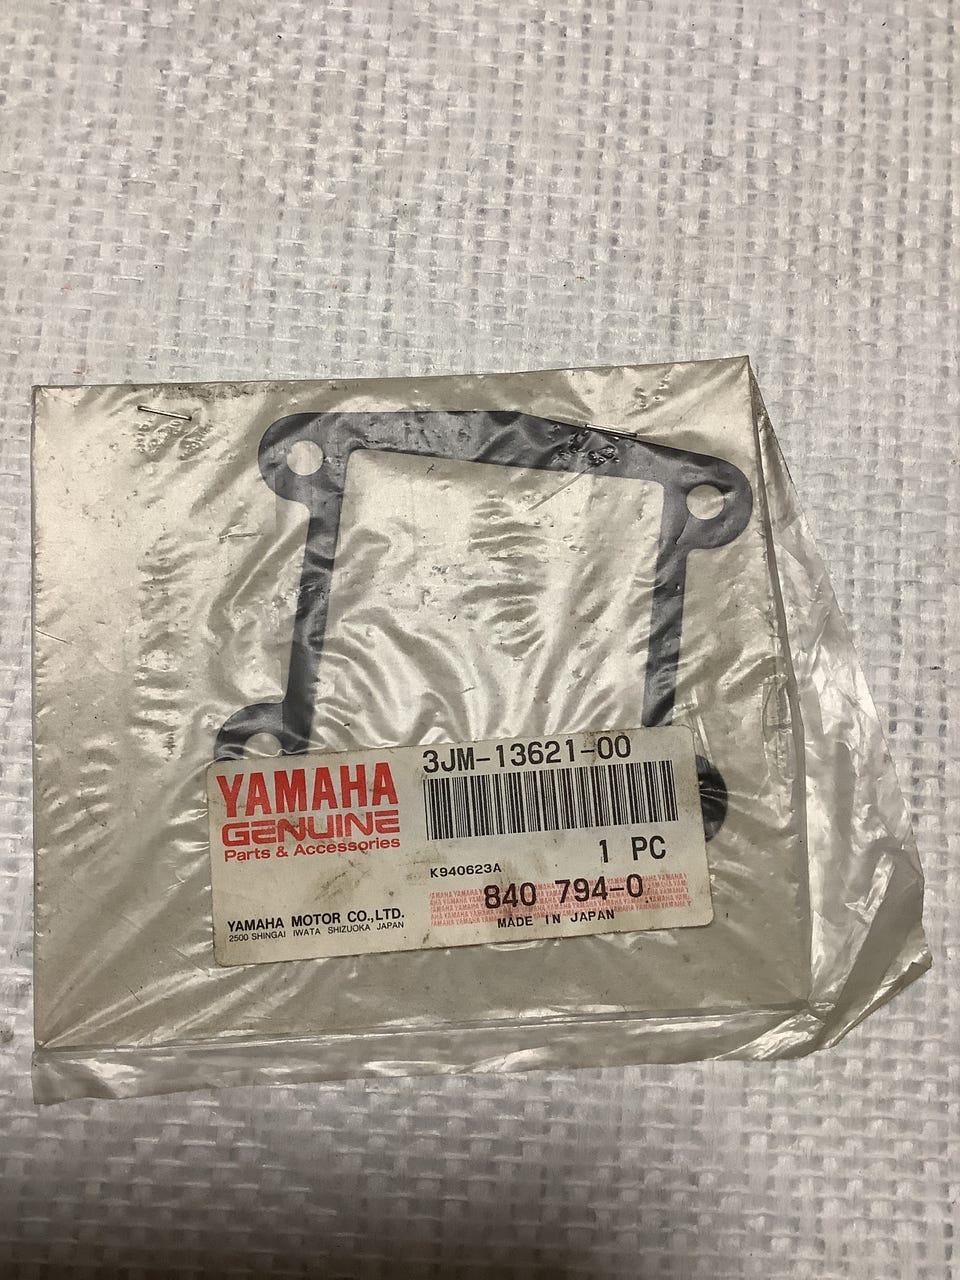 YAMAHA
GENUINE
Parts & Accessories
YAMAHA MOTOR CO.,LTD.
2500 SHINGAI IWATA SHIZUOKA JAPAN
3JM-13621-00
1 PC
K940623A
840 794-0
MADE IN JAPAN